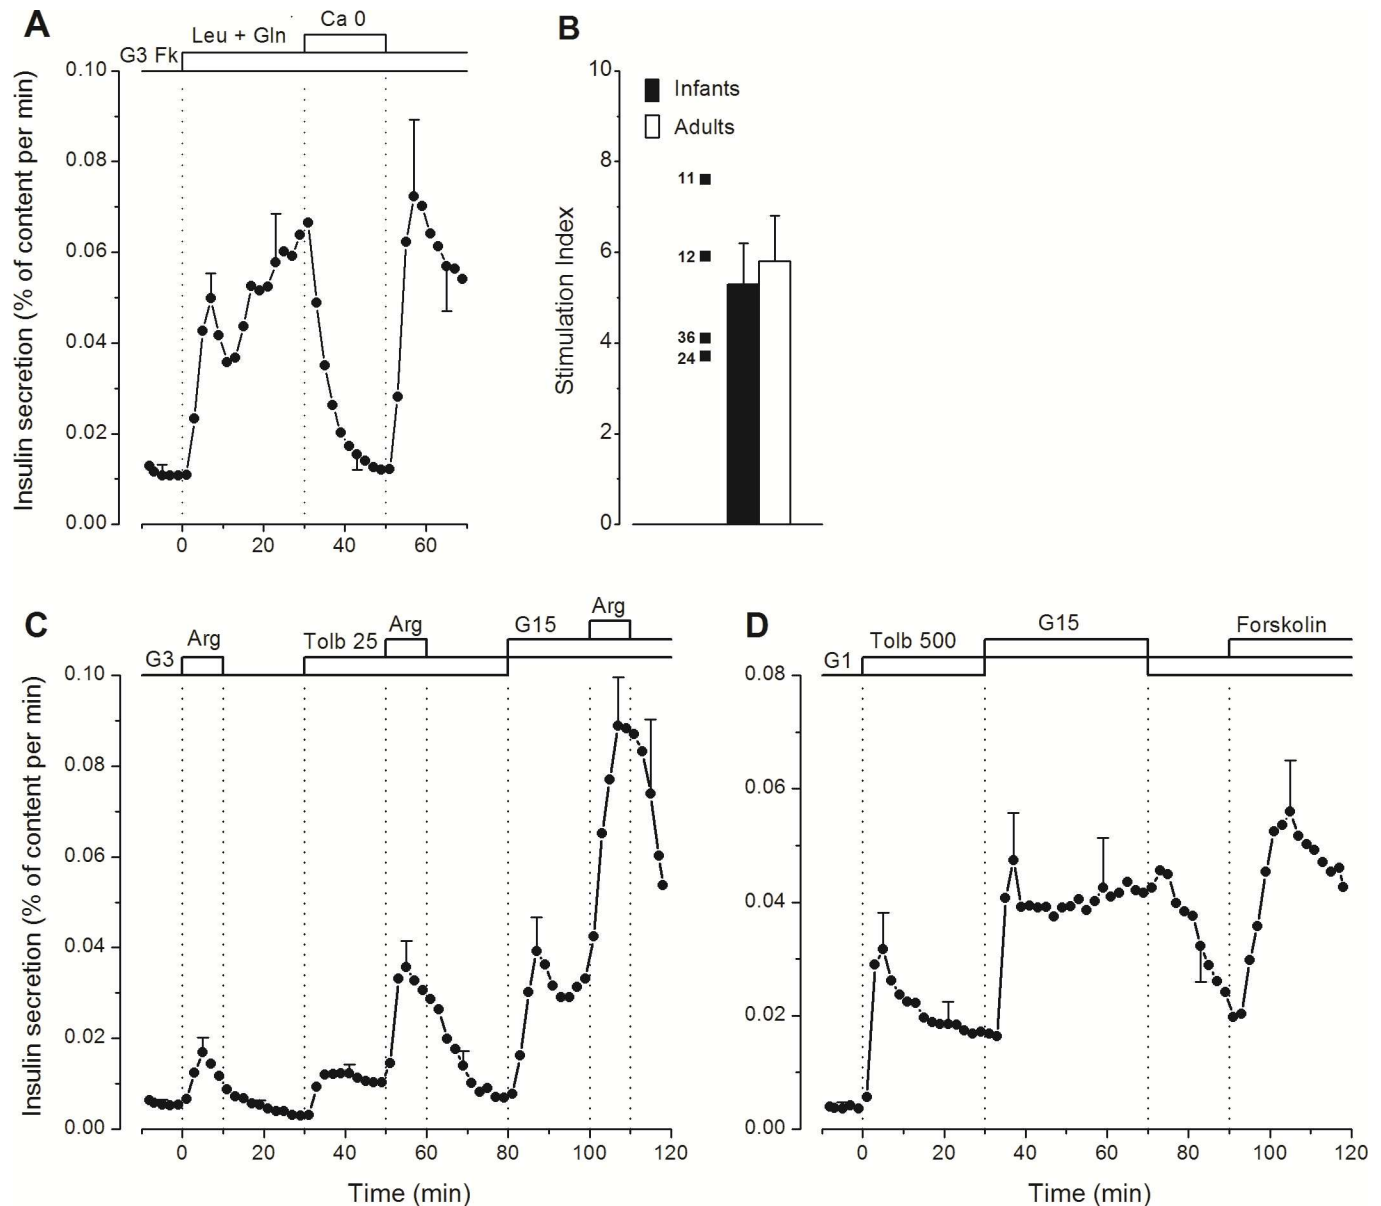 A
Ca 0
Leu + Gln
G3 Fk
Insulin secretion (% of content per min)
0.10
0.08
0.06
0.04
0.02
0.00
0 20 40 60
B
Stimulation Index
10
8
6
4
2
0
Infants
Adults
11
12
36
24
C
Arg
G15
Arg
Tolb 25
Arg
G3
Insulin secretion (% of content per min)
0.10
0.08
0.06
0.04
0.02
0.00
0 20 40 60 80 100 120
Time (min)
D
G15
Forskolin
Tolb 500
G1
0.08
0.06
0.04
0.02
0.00
0 20 40 60 80 100 120
Time (min)